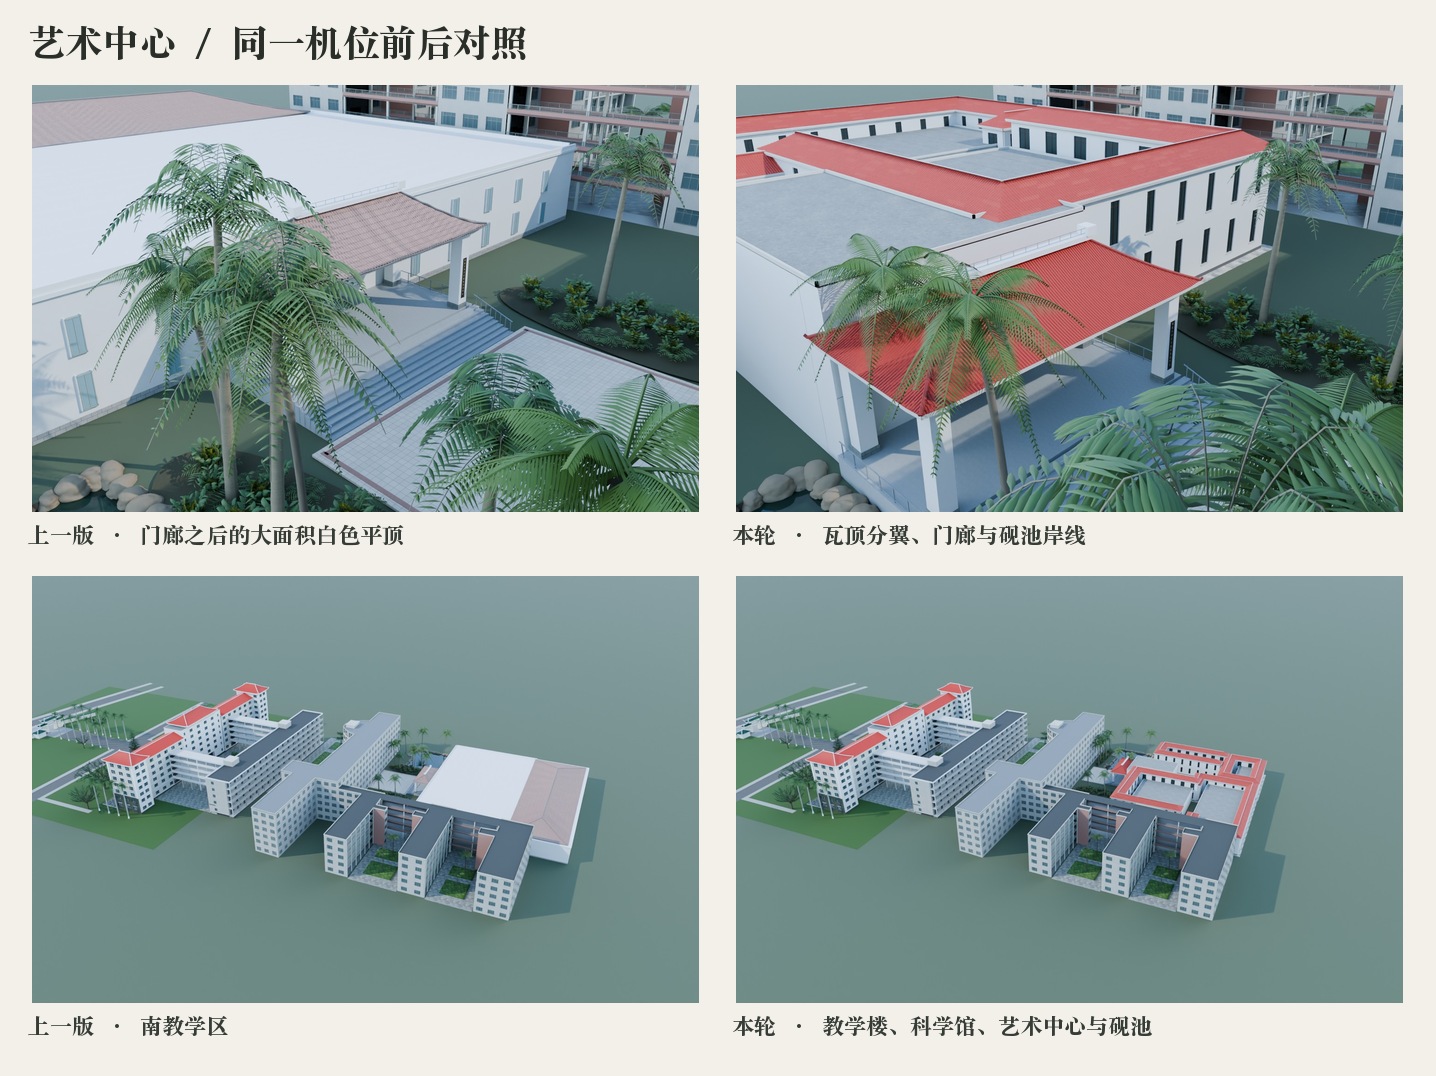 艺术中心 / 同一机位前后对照
上一版 · 门廊之后的大面积白色平顶
本轮 · 瓦顶分翼、门廊与砚池岸线
上一版 · 南教学区
本轮 · 教学楼、科学馆、艺术中心与砚池